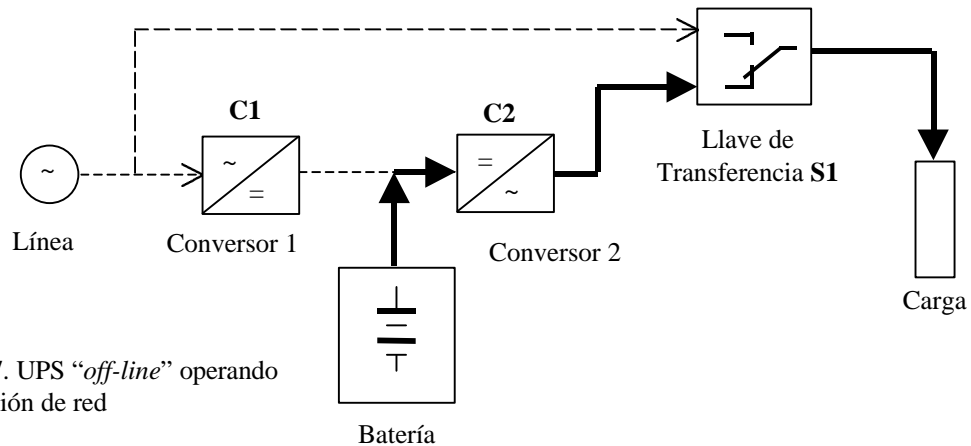 C1
C2
Llave de
Transferencia S1
~
~
=
=
~
Línea
Conversor 1
Conversor 2
Carga
. UPS “off-line” operando
ión de red
Batería